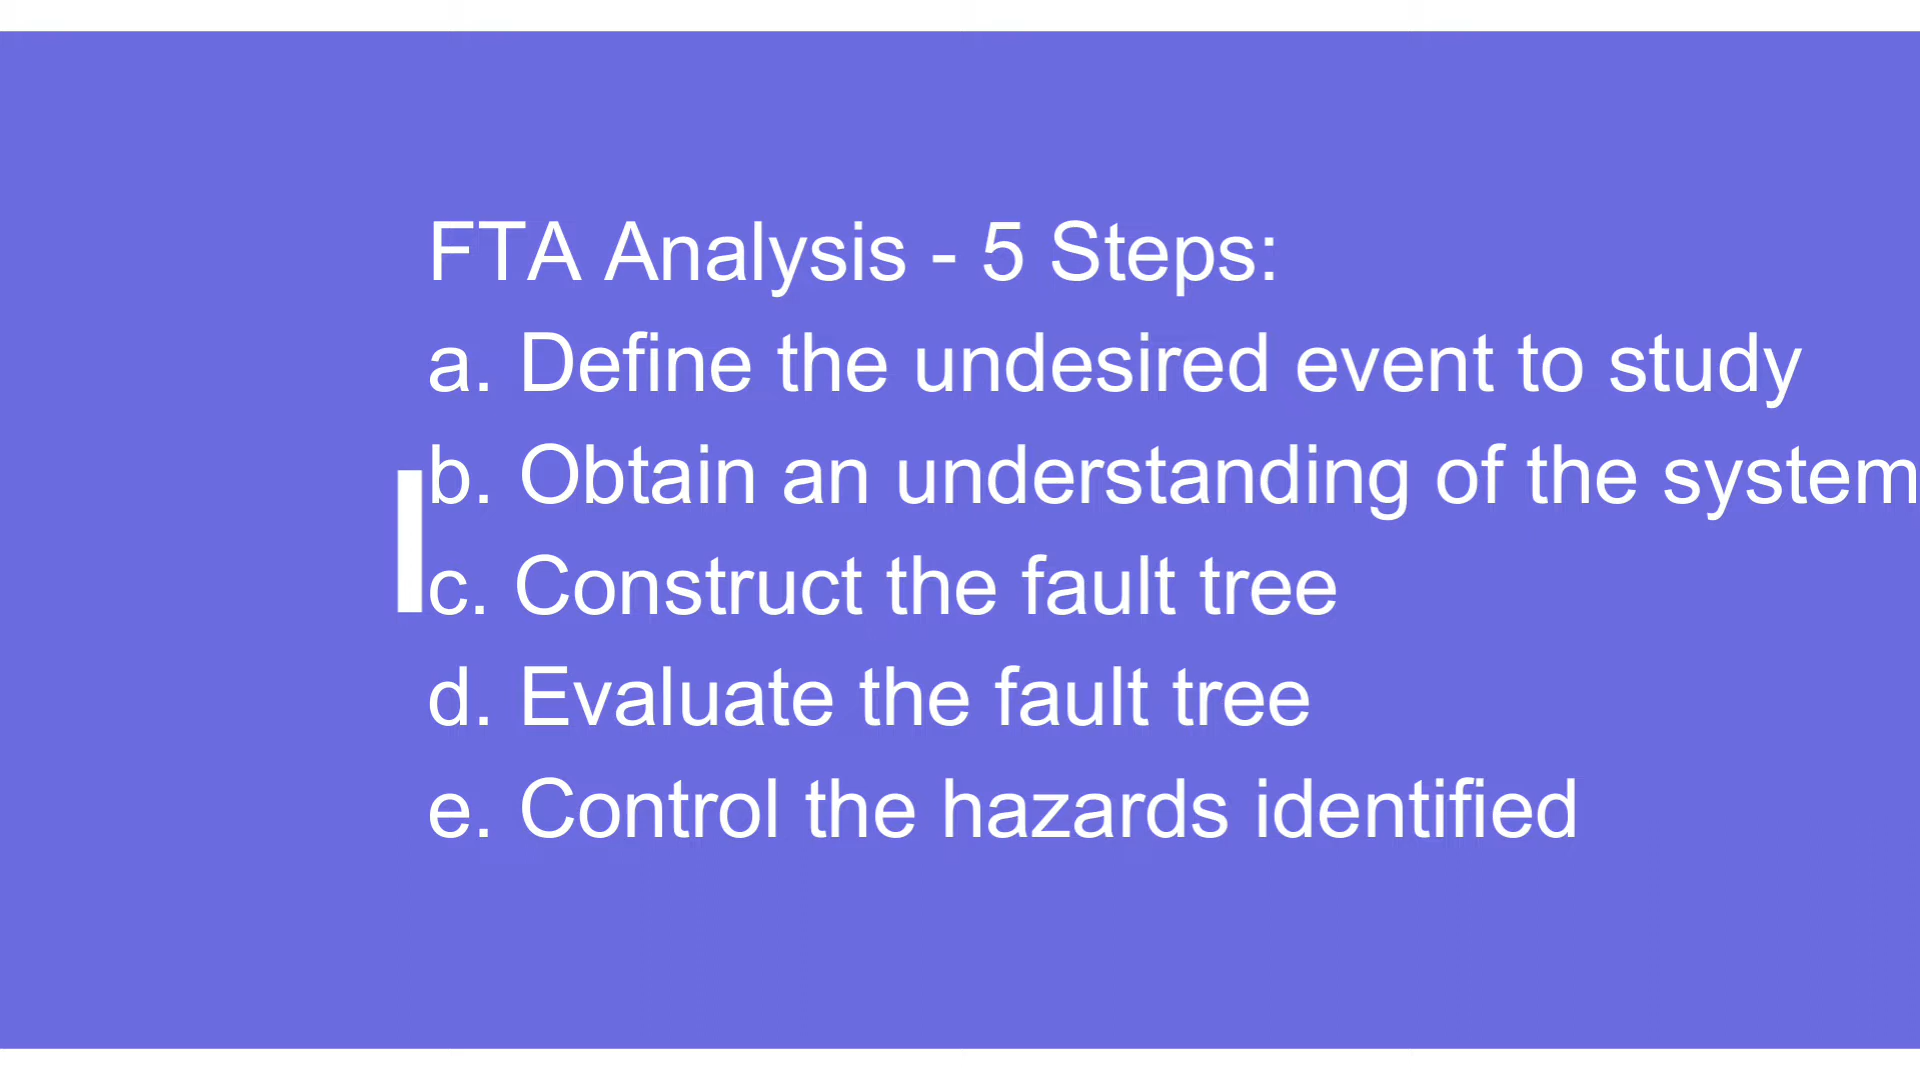 FTA Analysis - 5 Steps:
a. Define the undesired event to study
b. Obtain an understanding of the system
c. Construct the fault tree
d. Evaluate the fault tree
e. Control the hazards identified